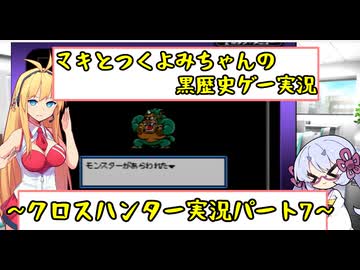 マキとつくよみちゃんの
黒歴史ゲー実況
モンスターがあらわれた
~クロスハンター実況パート7~